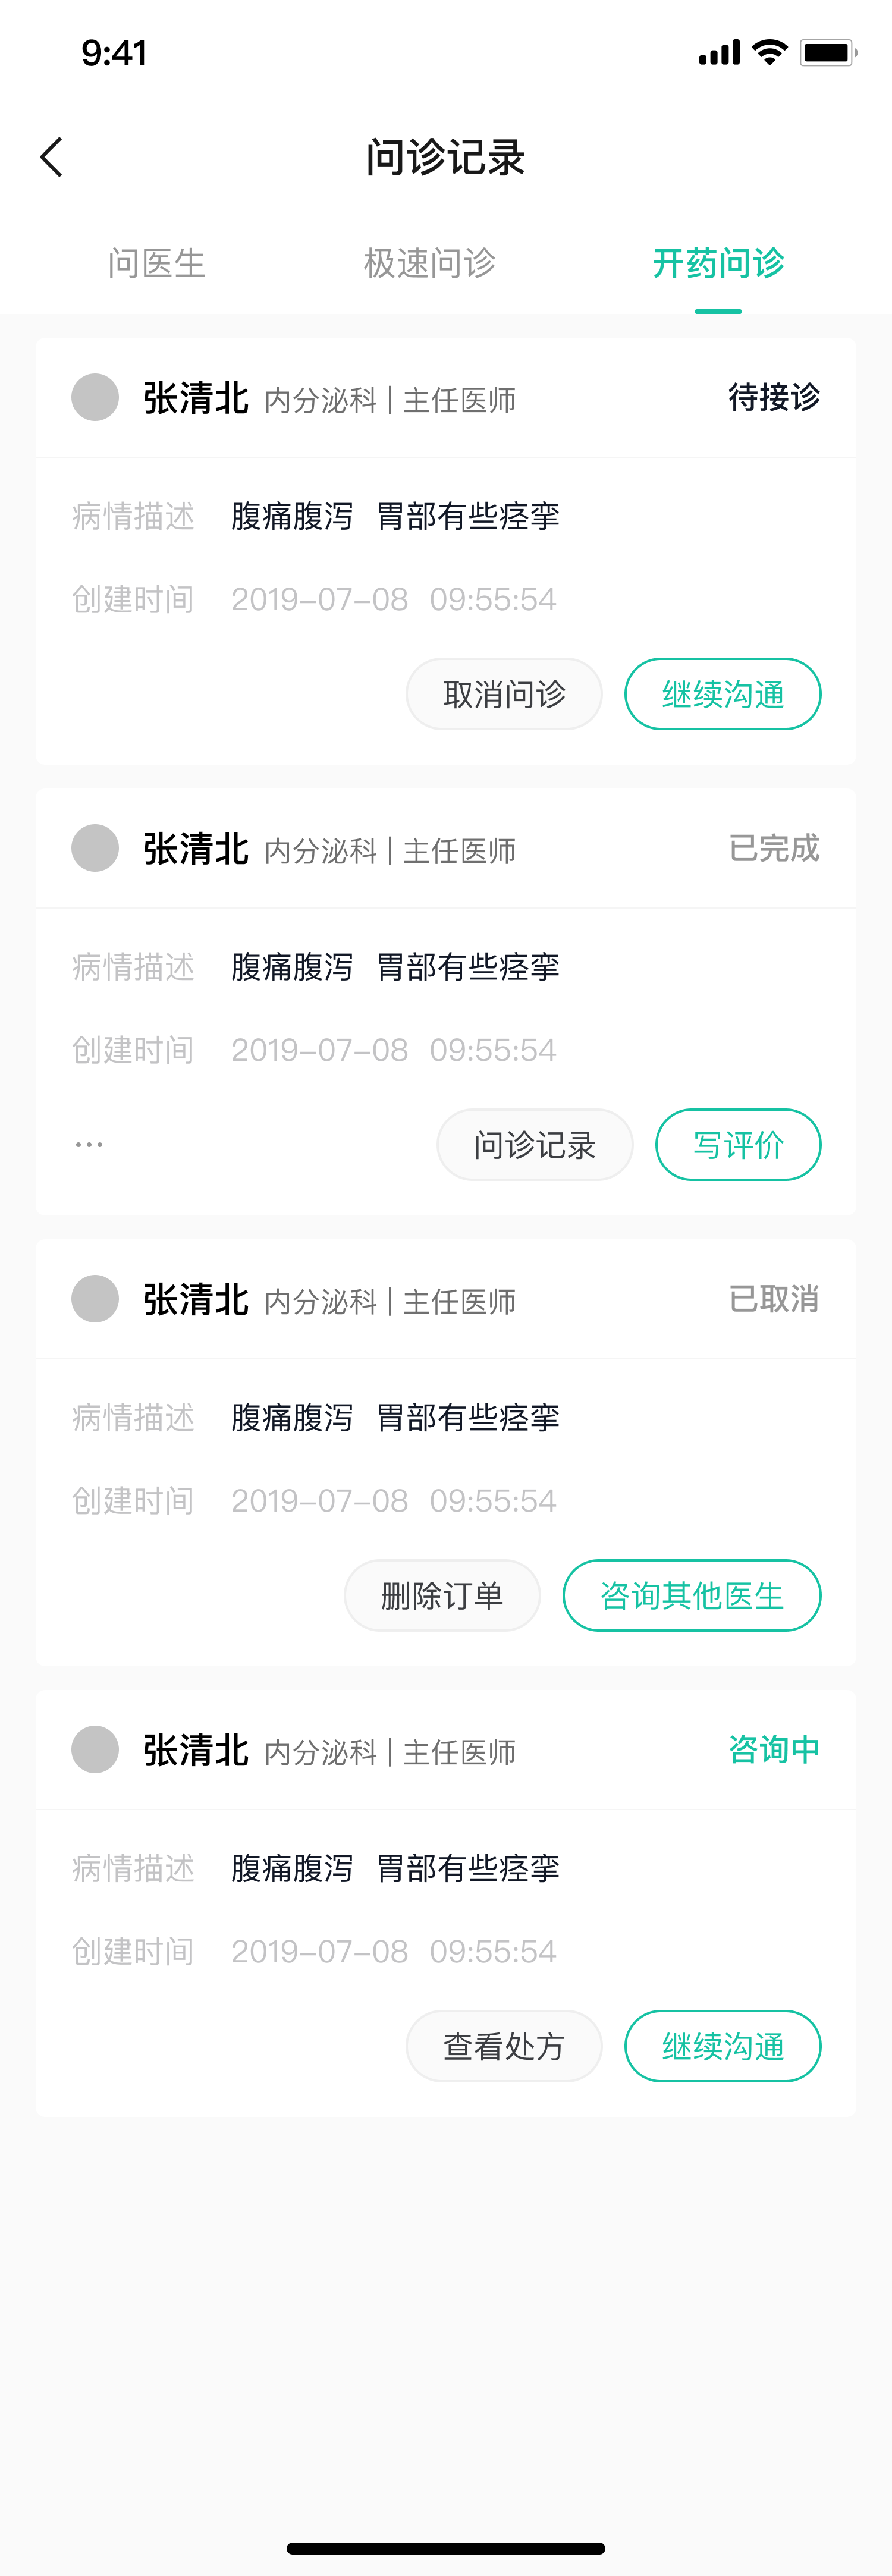 9:41
问诊记录
问医生 极速问诊 开药问诊
张清北 内分泌科 | 主任医师 待接诊
病情描述 腹痛腹泻 胃部有些痉挛
创建时间 2019-07-08 09:55:54
取消问诊 继续沟通
张清北 内分泌科 | 主任医师 已完成
病情描述 腹痛腹泻 胃部有些痉挛
创建时间 2019-07-08 09:55:54
... 问诊记录 写评价
张清北 内分泌科 | 主任医师 已取消
病情描述 腹痛腹泻 胃部有些痉挛
创建时间 2019-07-08 09:55:54
删除订单 咨询其他医生
张清北 内分泌科 | 主任医师 咨询中
病情描述 腹痛腹泻 胃部有些痉挛
创建时间 2019-07-08 09:55:54
查看处方 继续沟通